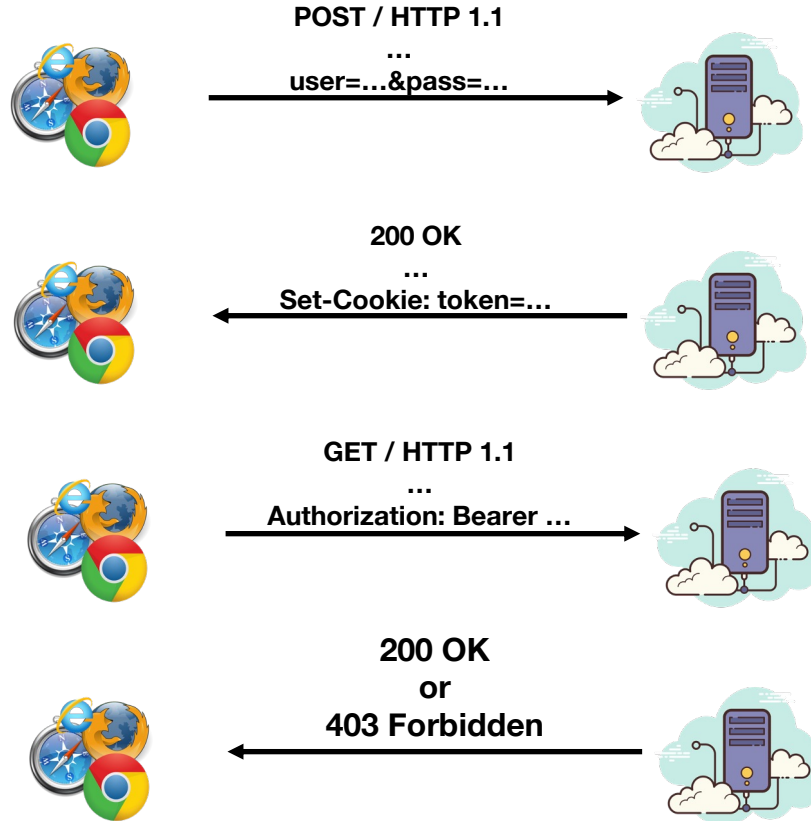 POST / HTTP 1.1
...
user=...&pass=...
200 OK
...
Set-Cookie: token=...
GET / HTTP 1.1
...
Authorization: Bearer ...
200 OK
or
403 Forbidden